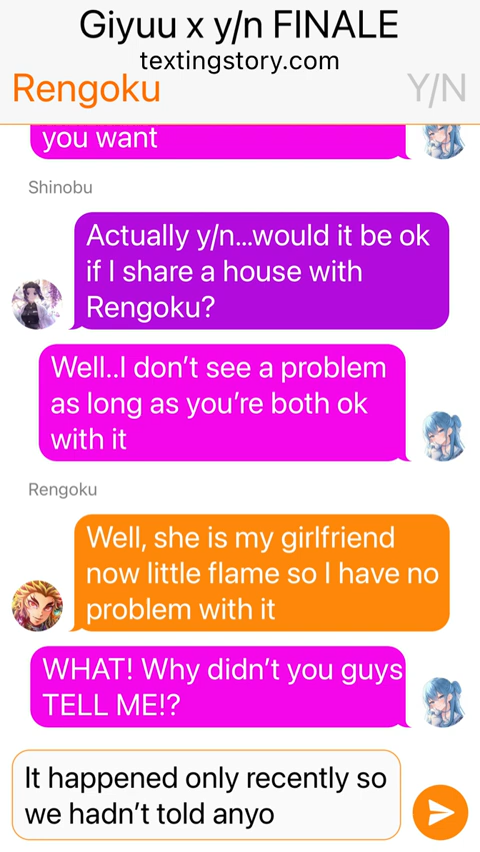 Giyuu x y/n FINALE
textingstory.com
Rengoku
Y/N
you want
Shinobu
Actually y/n...would it be ok
if I share a house with
Rengoku?
Well..I don’t see a problem
as long as you’re both ok
with it
Rengoku
Well, she is my girlfriend
now little flame so I have no
problem with it
WHAT! Why didn’t you guys
TELL ME!?
It happened only recently so
we hadn’t told anyo